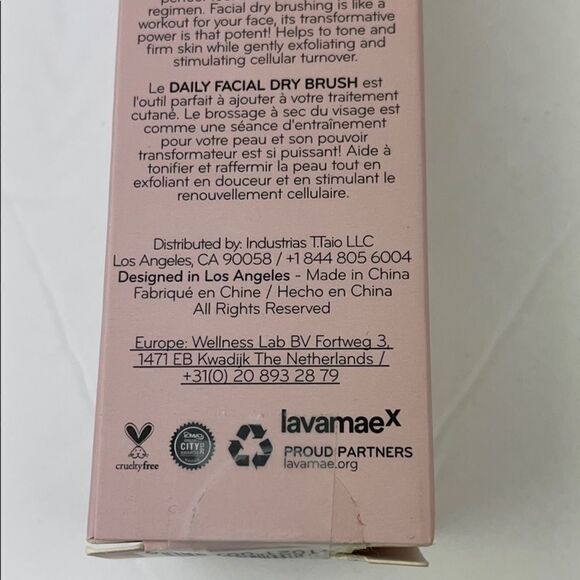 regimen. Facial dry brushing is like a
workout for your face, its transformative
power is that potent! Helps to tone and
firm skin while gently exfoliating and
stimulating cellular turnover.
Le DAILY FACIAL DRY BRUSH est
l'outil parfait à ajouter à votre traitement
cutané. Le brossage à sec du visage est
comme une séance d'entraînement
pour votre peau et son pouvoir
transformateur est si puissant! Aide à
tonifier et raffermir la peau tout en
exfoliant en douceur et en stimulant le
renouvellement cellulaire.
Distributed by: Industrias T.Taio LLC
Los Angeles, CA 90058 / +1 844 805 6004
Designed in Los Angeles - Made in China
Fabriqué en Chine / Hecho en China
All Rights Reserved
Europe: Wellness Lab BV Fortweg 3,
1471 EB Kwadijk The Netherlands /
+31(0) 20 893 28 79
lavamaeX
PROUD PARTNERS
lavamae.org
crueltyfree
CITY